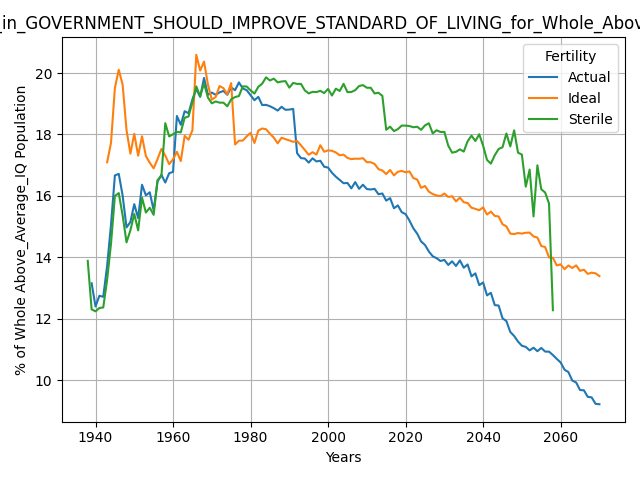 _in_GOVERNMENT_SHOULD_IMPROVE_STANDARD_OF_LIVING_for_Whole_Above
Fertility
Actual
Ideal
Sterile
% of Whole Above_Average_IQ Population
20
18
16
14
12
10
1940
1960
1980
2000
2020
2040
2060
Years